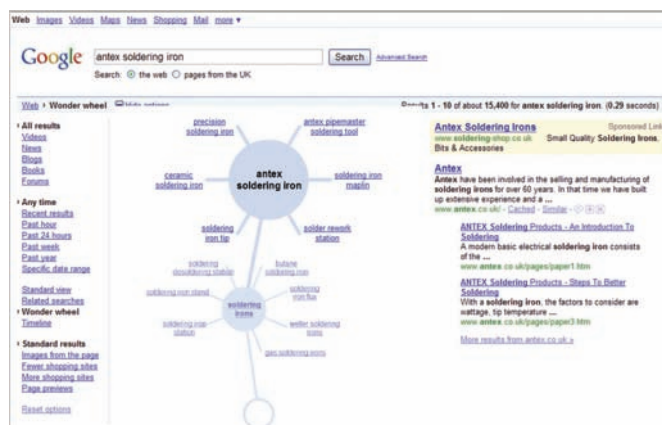 Web Images Videos Maps News Shopping Mail more ▼
Google
antex soldering iron
Search
Advanced Search
Search: the web pages from the UK
Web › Wonder wheel Hide options
Results 1 - 10 of about 15,400 for antex soldering iron. (0.29 seconds)
› All results
Videos
News
Blogs
Books
Forums
› Any time
Recent results
Past hour
Past 24 hours
Past week
Past year
Specific date range
Standard view
Related searches
› Wonder wheel
Timeline
› Standard results
Images from the page
Fewer shopping sites
More shopping sites
Page previews
Reset options
precision
soldering iron
antex pipemaster
soldering tool
ceramic
soldering iron
antex
soldering iron
soldering iron
maplin
soldering
iron tip
solder rework
station
soldering
desoldering station
butane
soldering iron
soldering iron stand
soldering
irons
soldering
iron flux
soldering iron
station
weller soldering
irons
gas soldering irons
Antex Soldering Irons
Sponsored Link
www.soldering-shop.co.uk Small Quality Soldering Irons,
Bits & Accessories
Antex
Antex have been involved in the selling and manufacturing of
soldering irons for over 60 years. In that time we have built
up extensive experience and a ...
www.antex.co.uk/ - Cached - Similar -
ANTEX Soldering Products - An Introduction To
Soldering
A modern basic electrical soldering iron consists
of the ...
www.antex.co.uk/pages/paper1.htm
ANTEX Soldering Products - Steps To Better
Soldering
With a soldering iron, the factors to consider are
wattage, tip temperature ...
www.antex.co.uk/pages/paper3.htm
More results from antex.co.uk »